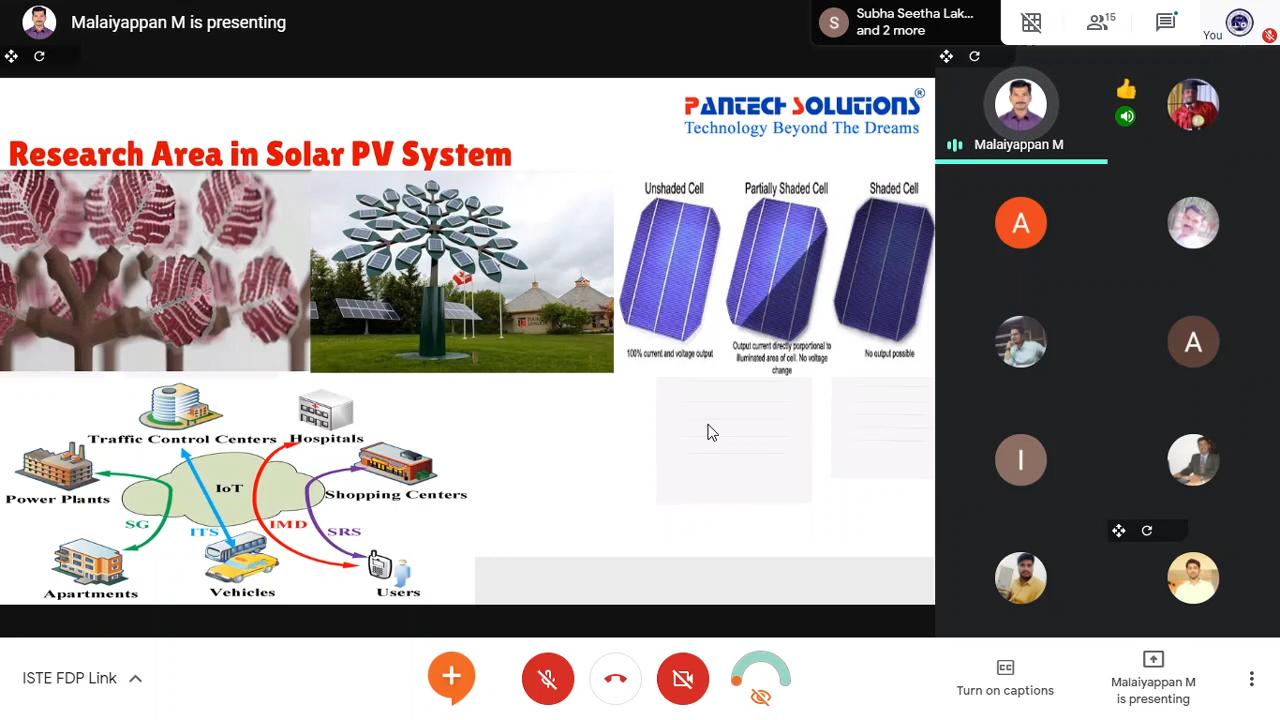 Malaiyappan M is presenting
S
Subha Seetha Lak...
and 2 more
15
You
PANTECH SOLUTIONS®
Technology Beyond The Dreams
Research Area in Solar PV System
Unshaded Cell
Partially Shaded Cell
Shaded Cell
100% current and voltage output
Output current directly porportional to
illuminated area of cell. No voltage
change
No output possible
Traffic Control Centers
Hospitals
Power Plants
IoT
Shopping Centers
SG
ITS
IMD
SRS
Apartments
Vehicles
Users
Malaiyappan M
A
A
I
ISTE FDP Link
CC
Turn on captions
Malaiyappan M
is presenting